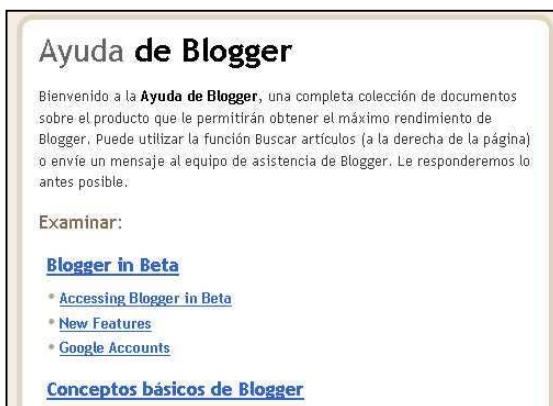 Ayuda de Blogger
Bienvenido a la Ayuda de Blogger, una completa colección de documentos
sobre el producto que le permitirán obtener el máximo rendimiento de
Blogger. Puede utilizar la función Buscar artículos (a la derecha de la página)
o envíe un mensaje al equipo de asistencia de Blogger. Le responderemos lo
antes posible.
Examinar:
Blogger in Beta
• Accessing Blogger in Beta
• New Features
• Google Accounts
Conceptos básicos de Blogger